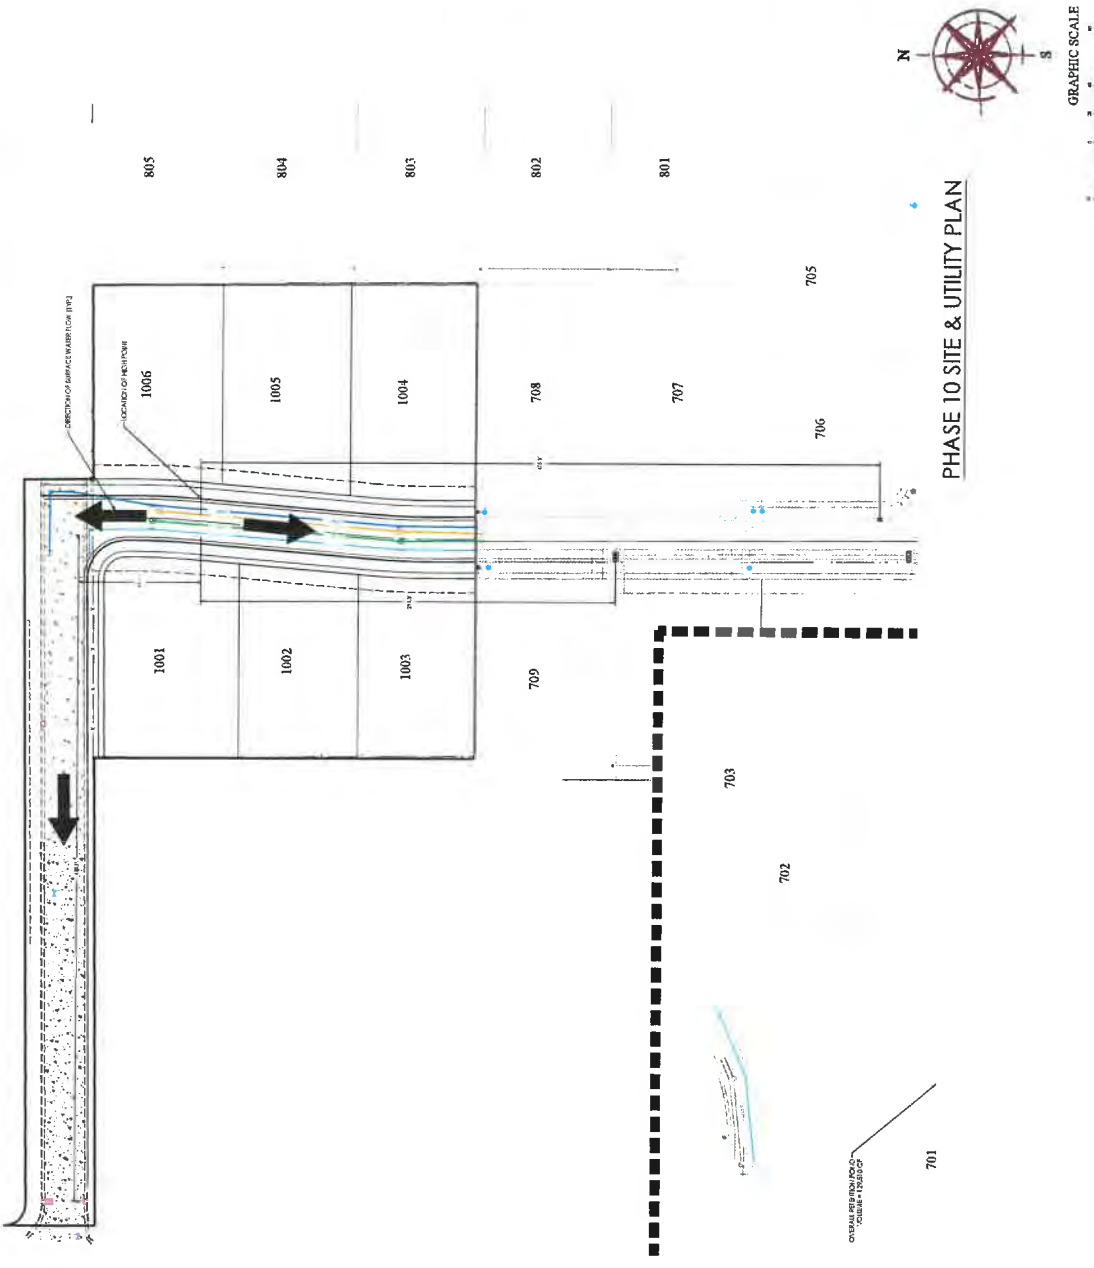 N
S
GRAPHIC SCALE
805
804
803
802
801
DIRECTION OF SURFACE WATER FLOW (TYP.)
LOCATION OF HIGH POINT
1006
1005
1004
708
707
706
705
1001
1002
1003
709
703
702
701
OVERALL RETENTION POND
PHASE 10 SITE & UTILITY PLAN